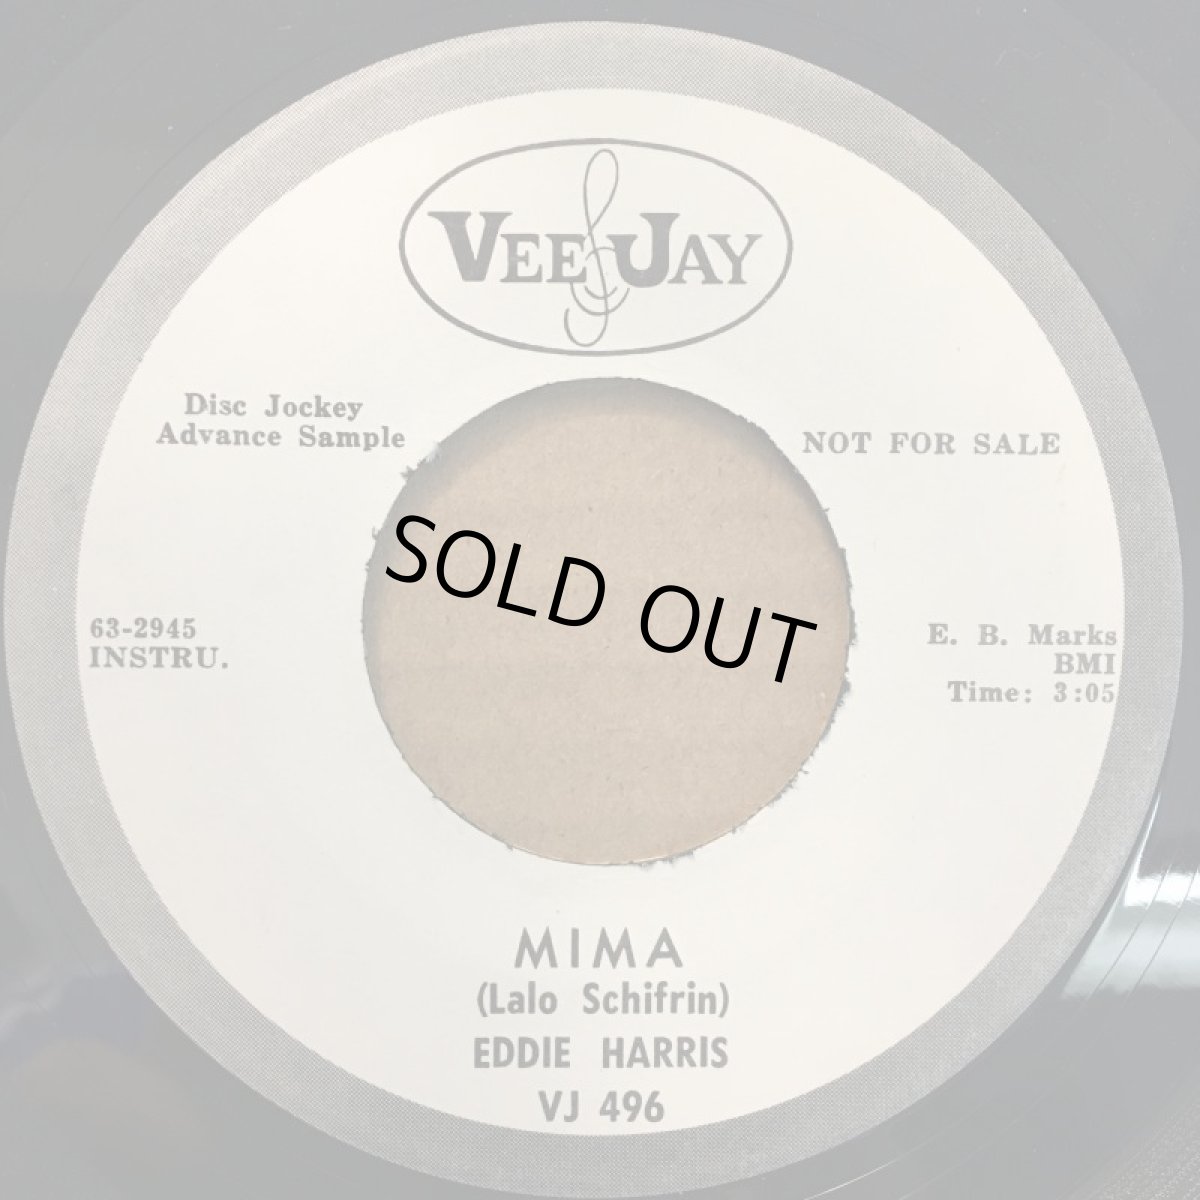 VEE JAY
Disc Jockey
Advance Sample
NOT FOR SALE
SOLD OUT
63-2945
INSTRU.
E. B. Marks
BMI
Time: 3:05
MIMA
(Lalo Schifrin)
EDDIE HARRIS
VJ 496